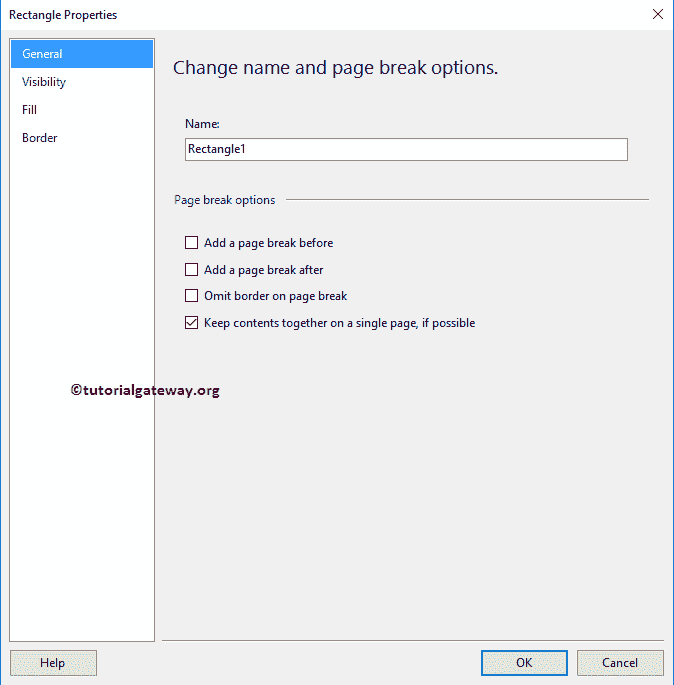 Rectangle Properties
General
Visibility
Fill
Border
Change name and page break options.
Name:
Rectangle1
Page break options
Add a page break before
Add a page break after
Omit border on page break
Keep contents together on a single page, if possible
©tutorialgateway.org
Help
OK
Cancel